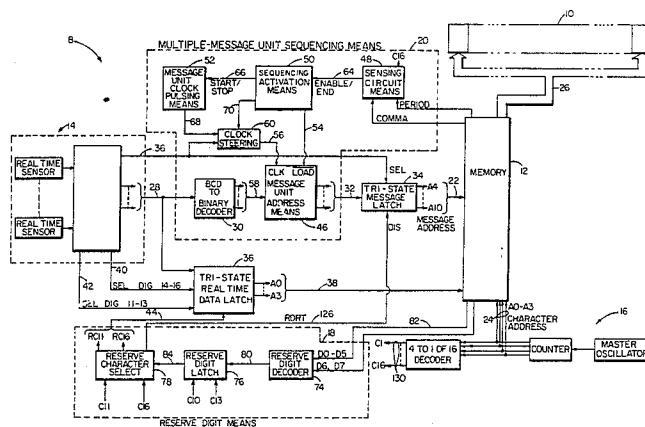 10
MULTIPLE-MESSAGE UNIT SEQUENCING MEANS
20
8
52
MESSAGE
UNIT
CLOCK
PULSING
MEANS
66
START/
STOP
50
SEQUENCING
ACTIVATION
MEANS
64
ENABLE/
END
48
C16
SENSING
CIRCUIT
MEANS
26
70
68
60
CLOCK
STEERING
56
54
PERIOD
COMMA
14
36
REAL TIME
SENSOR
REAL TIME
SENSOR
28
BCD
TO
BINARY
DECODER
30
58
CLK LOAD
MESSAGE
UNIT
ADDRESS
MEANS
46
32
SEL
34
TRI-STATE
MESSAGE
LATCH
A4
A10
22
MESSAGE
ADDRESS
MEMORY
12
DIS
42
40
SEL DIG 14-16
SEL DIG 11-13
36
TRI-STATE
REAL TIME
DATA LATCH
A0
A3
38
44
RDRT
126
18
82
24
A0-A3
CHARACTER
ADDRESS
16
RC11
RC16
RESERVE
CHARACTER
SELECT
78
84
RESERVE
DIGIT
LATCH
76
80
RESERVE
DIGIT
DECODER
74
D0-D5
D6, D7
C1
C16
130
4 TO 1 OF 16
DECODER
COUNTER
MASTER
OSCILLATOR
C11
C16
C10
C13
RESERVE DIGIT MEANS